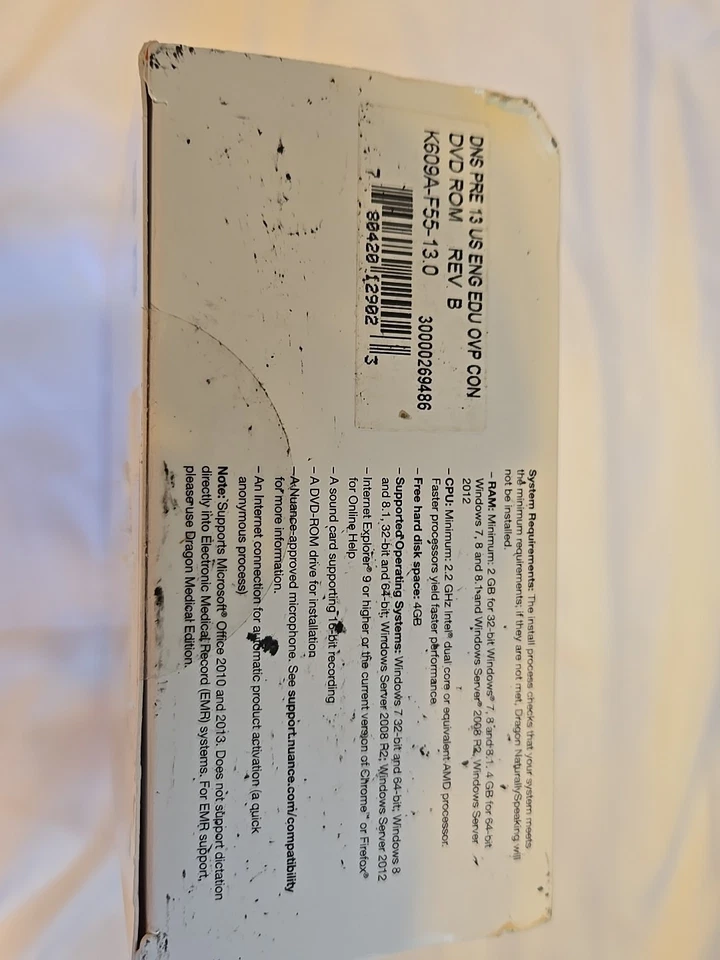 DNS PRE 13 US ENG EDU OVP CON
DVD ROM REV B
K609A-F55-13.0 30000269486
7 80420 12902 3
System Requirements: The install process checks that your system meets
the minimum requirements; if they are not met, Dragon NaturallySpeaking will
not be installed.
– RAM: Minimum: 2 GB for 32-bit Windows® 7, 8 and 8.1; 4 GB for 64-bit
Windows 7, 8 and 8.1 and Windows Server® 2008 R2, Windows Server
2012
– CPU: Minimum: 2.2 GHz Intel® dual core or equivalent AMD processor.
Faster processors yield faster performance.
– Free hard disk space: 4GB
– Supported Operating Systems: Windows 7 32-bit and 64-bit; Windows 8
and 8.1, 32-bit and 64-bit; Windows Server 2008 R2; Windows Server 2012
– Internet Explorer® 9 or higher or the current version of Chrome™ or Firefox®
for Online Help
– A sound card supporting 16-bit recording
– A DVD-ROM drive for installation
– A Nuance-approved microphone. See support.nuance.com/compatibility
for more information.
– An Internet connection for automatic product activation (a quick
anonymous process)
Note: Supports Microsoft® Office 2010 and 2013. Does not support dictation
directly into Electronic Medical Record (EMR) systems. For EMR support,
please use Dragon Medical Edition.